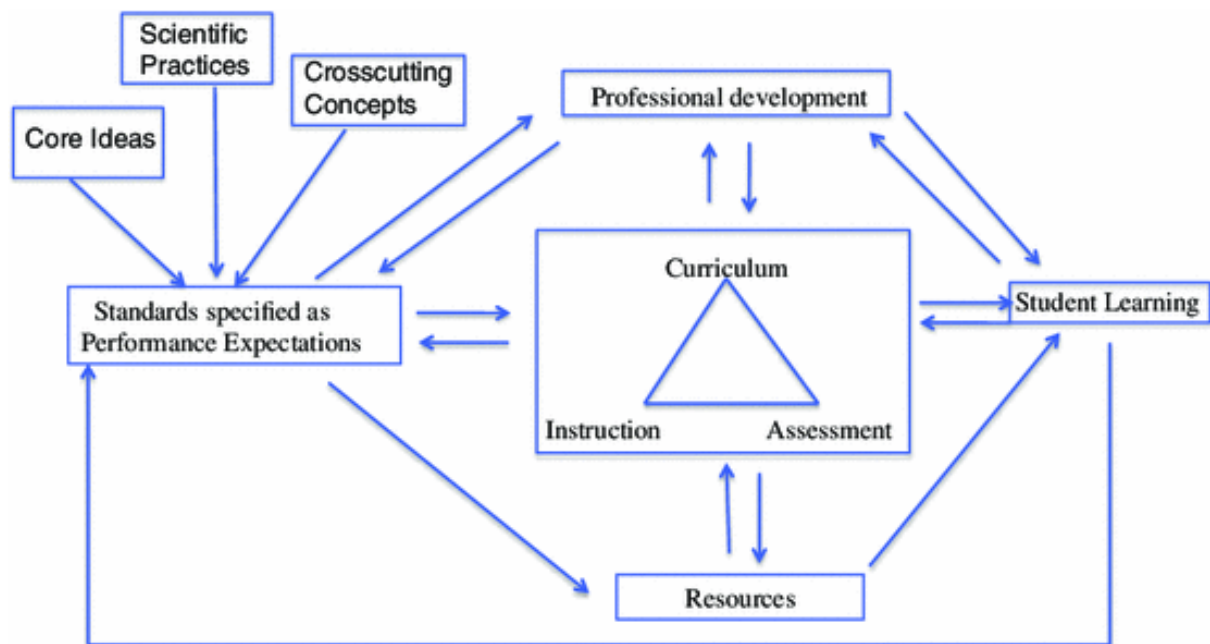 Scientific
Practices
Crosscutting
Concepts
Core Ideas
Professional development
Curriculum
Standards specified as
Performance Expectations
Student Learning
Instruction
Assessment
Resources